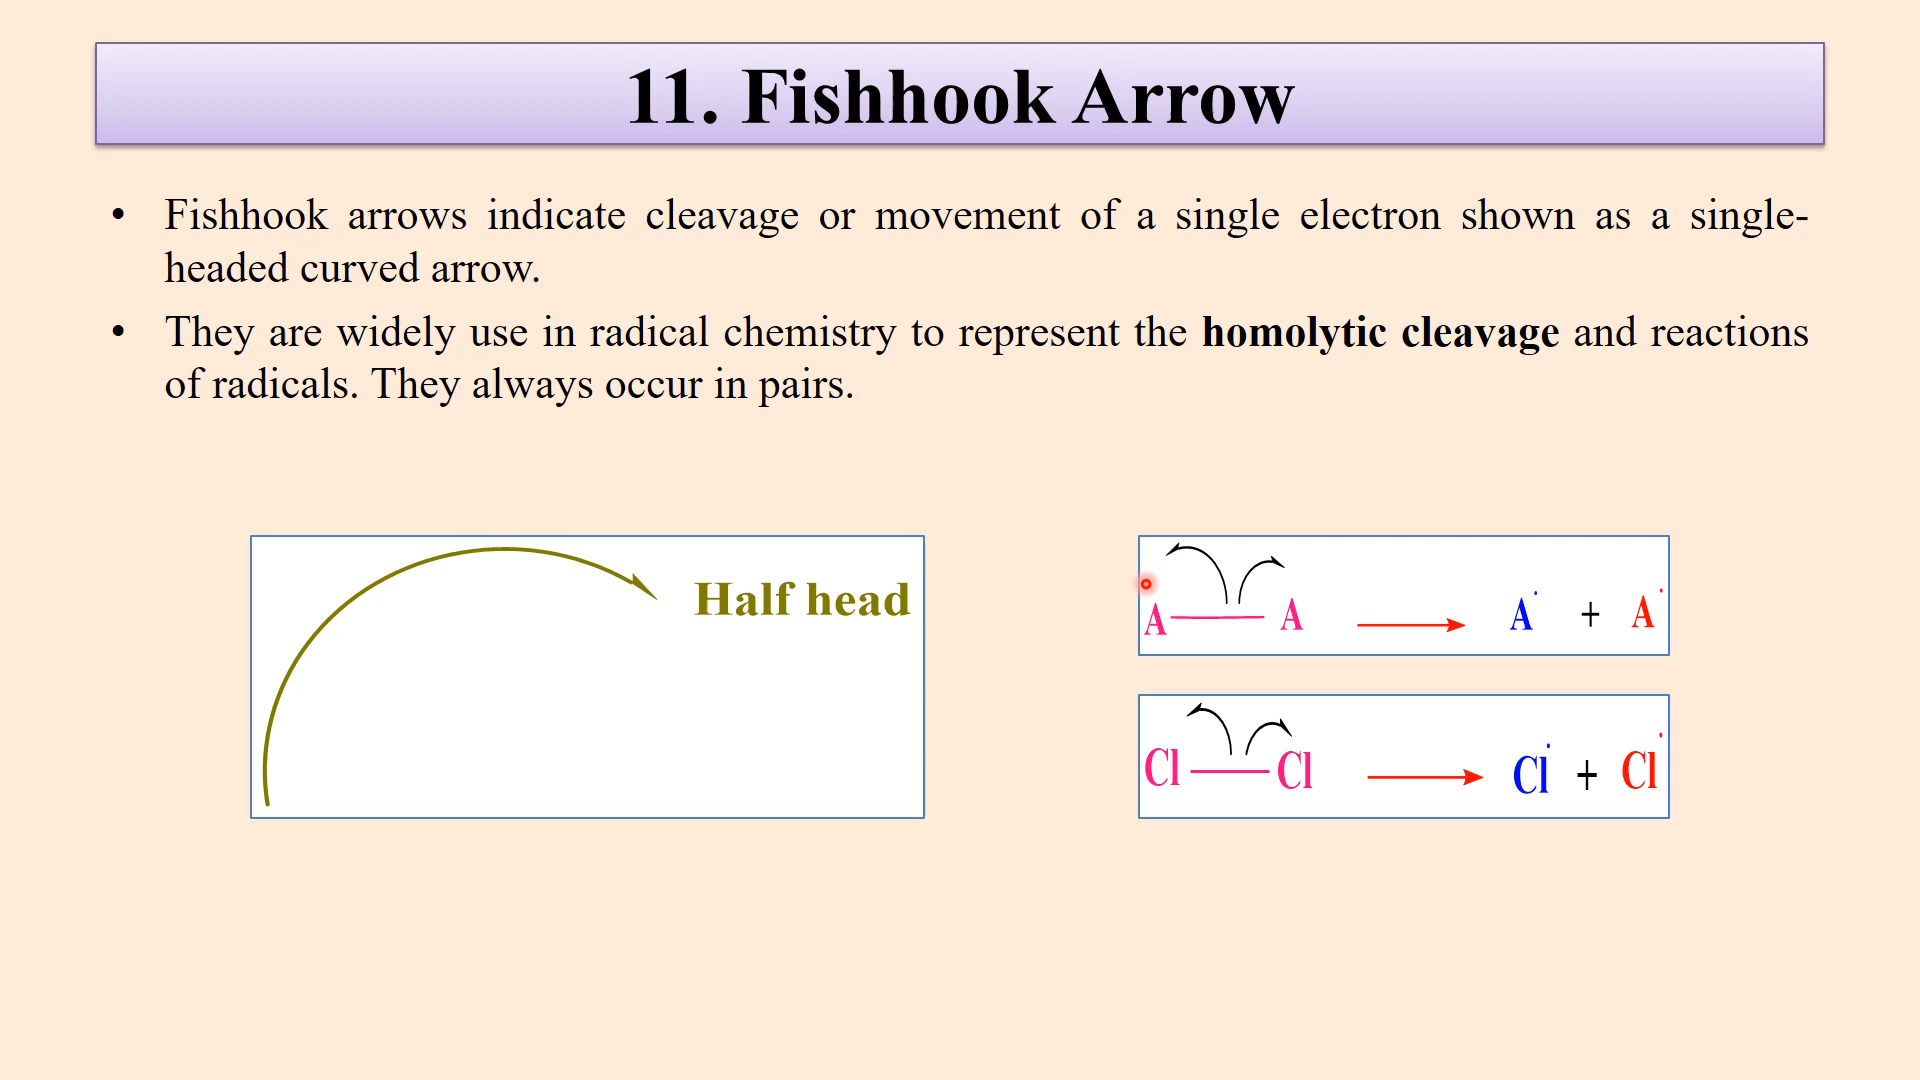 11. Fishhook Arrow
• Fishhook arrows indicate cleavage or movement of a single electron shown as a single-
headed curved arrow.
• They are widely use in radical chemistry to represent the homolytic cleavage and reactions
of radicals. They always occur in pairs.
Half head
A A A˙ + A˙
Cl Cl Cl˙ + Cl˙